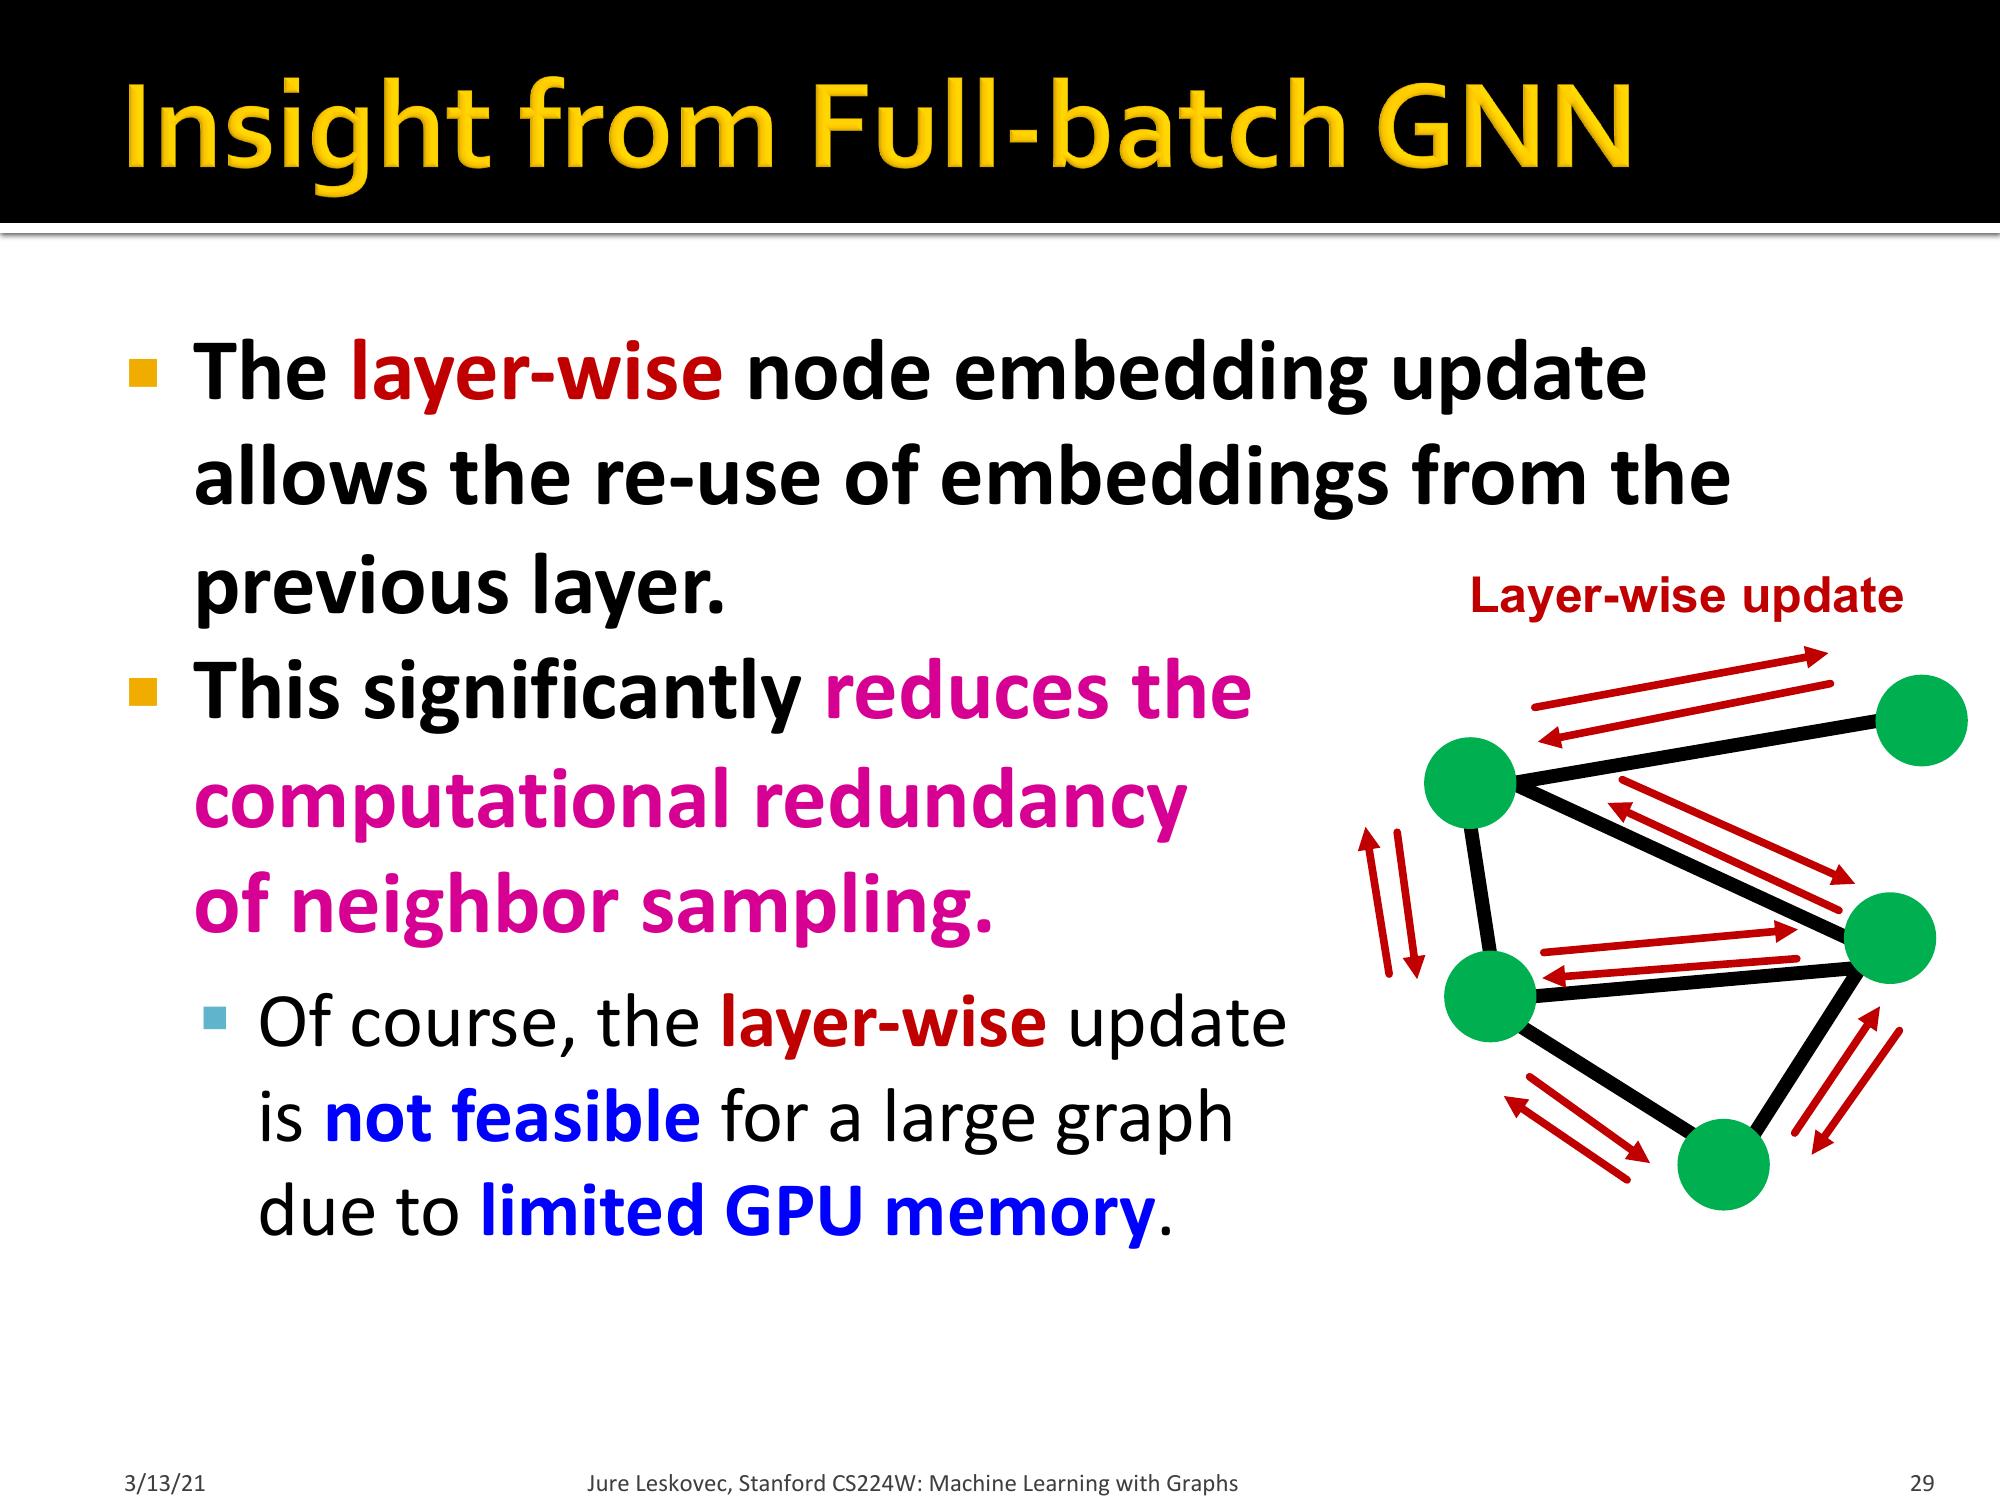 Insight from Full-batch GNN
The layer-wise node embedding update
allows the re-use of embeddings from the
previous layer.
Layer-wise update
This significantly reduces the
computational redundancy
of neighbor sampling.
Of course, the layer-wise update
is not feasible for a large graph
due to limited GPU memory.
3/13/21
Jure Leskovec, Stanford CS224W: Machine Learning with Graphs
29